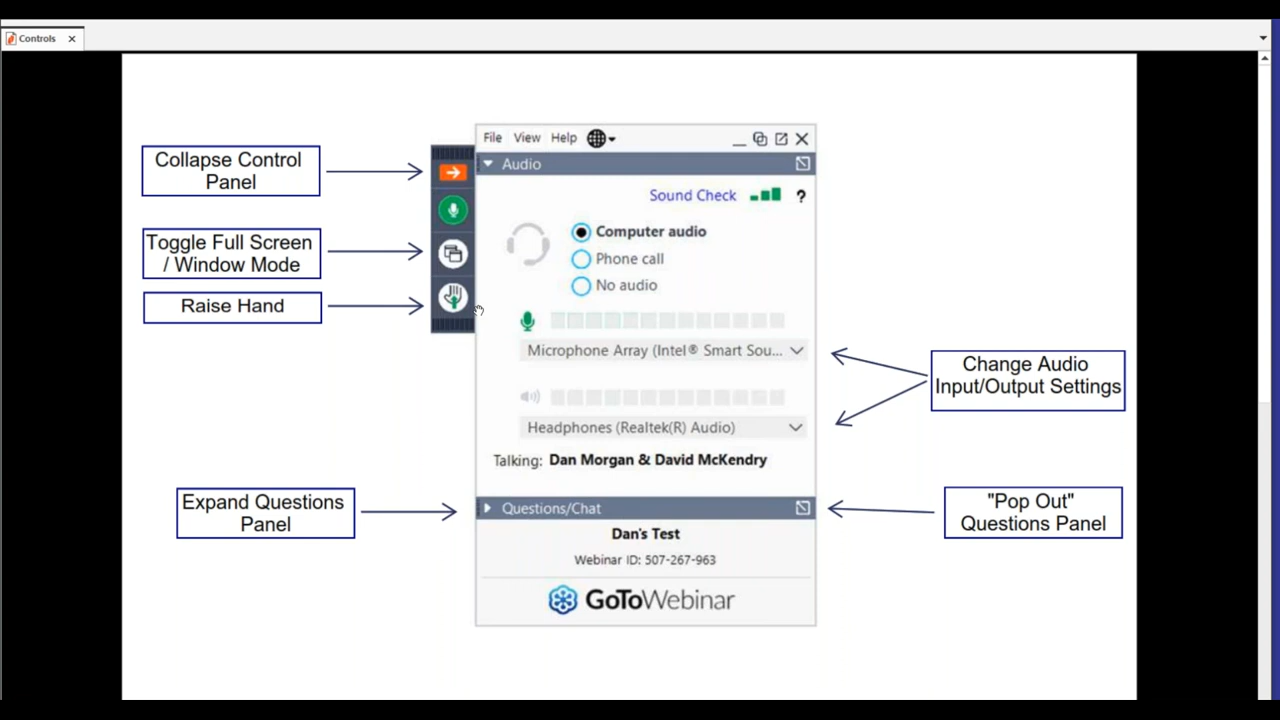 Controls
File View Help
Collapse Control
Panel
Audio
Sound Check ?
Computer audio
Toggle Full Screen
/ Window Mode
Phone call
No audio
Raise Hand
Microphone Array (Intel® Smart Sou...
Change Audio
Input/Output Settings
Headphones (Realtek(R) Audio)
Talking: Dan Morgan & David McKendry
Expand Questions
Panel
Questions/Chat
"Pop Out"
Questions Panel
Dan's Test
Webinar ID: 507-267-963
GoToWebinar